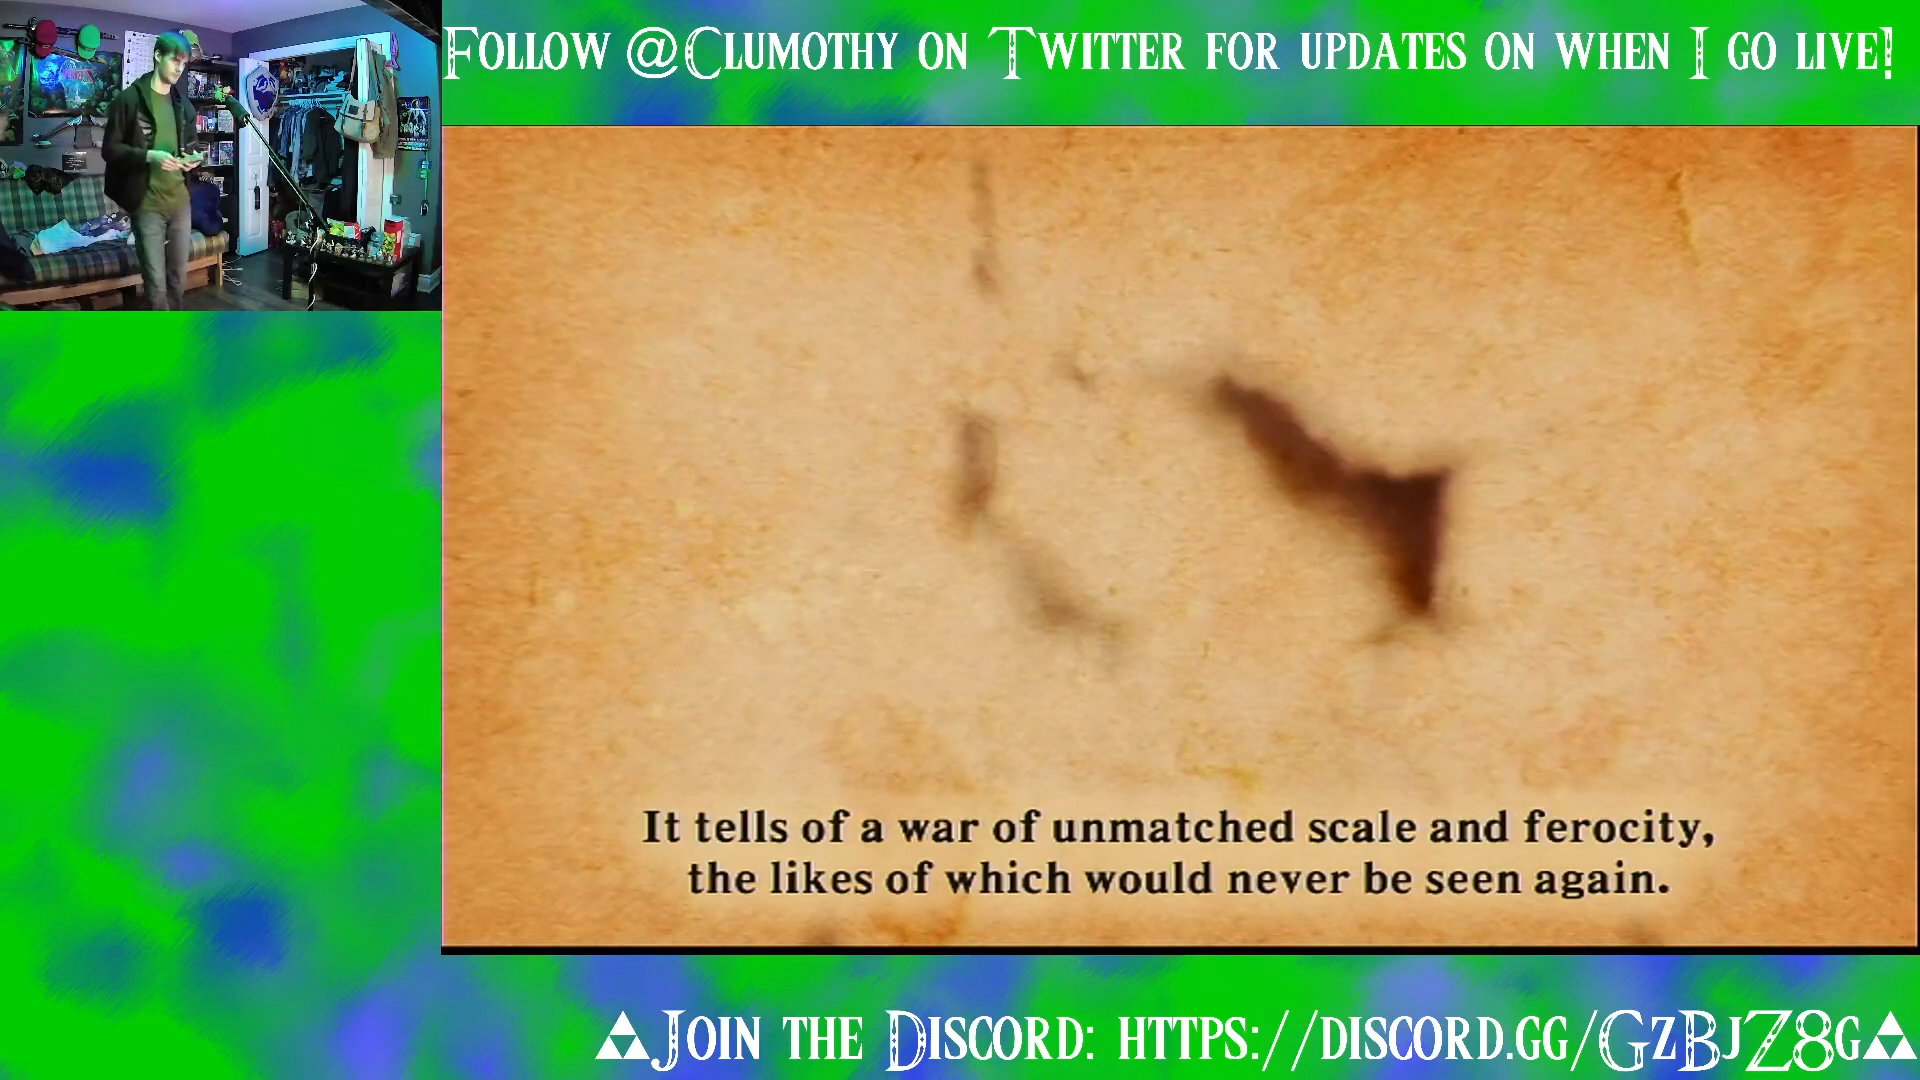 Follow @Clumothy on Twitter for updates on when I go live!
It tells of a war of unmatched scale and ferocity,
the likes of which would never be seen again.
Join the Discord: https://discord.gg/GzBjZ8g